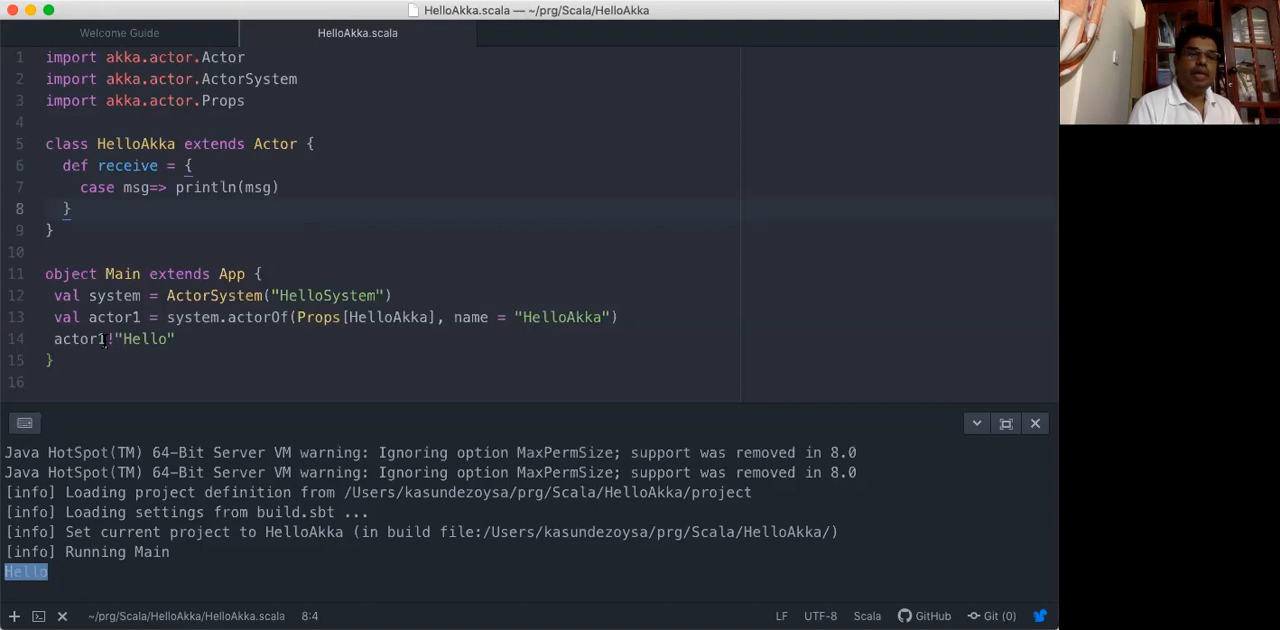 HelloAkka.scala — ~/prg/Scala/HelloAkka
Welcome Guide
HelloAkka.scala
1 import akka.actor.Actor
2 import akka.actor.ActorSystem
3 import akka.actor.Props
4
5 class HelloAkka extends Actor {
6 def receive = {
7 case msg=> println(msg)
8 }
9 }
10
11 object Main extends App {
12 val system = ActorSystem("HelloSystem")
13 val actor1 = system.actorOf(Props[HelloAkka], name = "HelloAkka")
14 actor1!"Hello"
15 }
16
Java HotSpot(TM) 64-Bit Server VM warning: Ignoring option MaxPermSize; support was removed in 8.0
Java HotSpot(TM) 64-Bit Server VM warning: Ignoring option MaxPermSize; support was removed in 8.0
[info] Loading project definition from /Users/kasundezoysa/prg/Scala/HelloAkka/project
[info] Loading settings from build.sbt ...
[info] Set current project to HelloAkka (in build file:/Users/kasundezoysa/prg/Scala/HelloAkka/)
[info] Running Main
Hello
~/prg/Scala/HelloAkka/HelloAkka.scala 8:4 LF UTF-8 Scala GitHub Git (0)